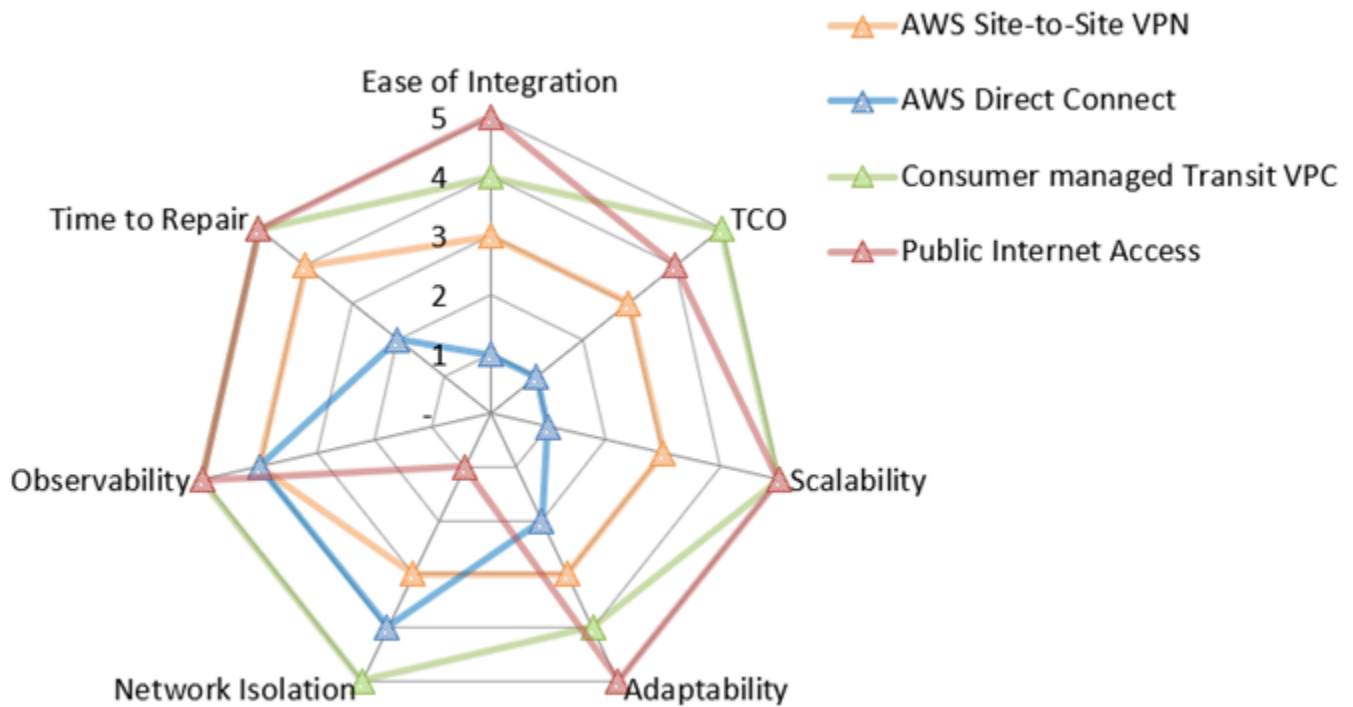 AWS Site-to-Site VPN
AWS Direct Connect
Consumer managed Transit VPC
Public Internet Access
Ease of Integration
5
4
3
2
1
-
TCO
Scalability
Adaptability
Network Isolation
Observability
Time to Repair